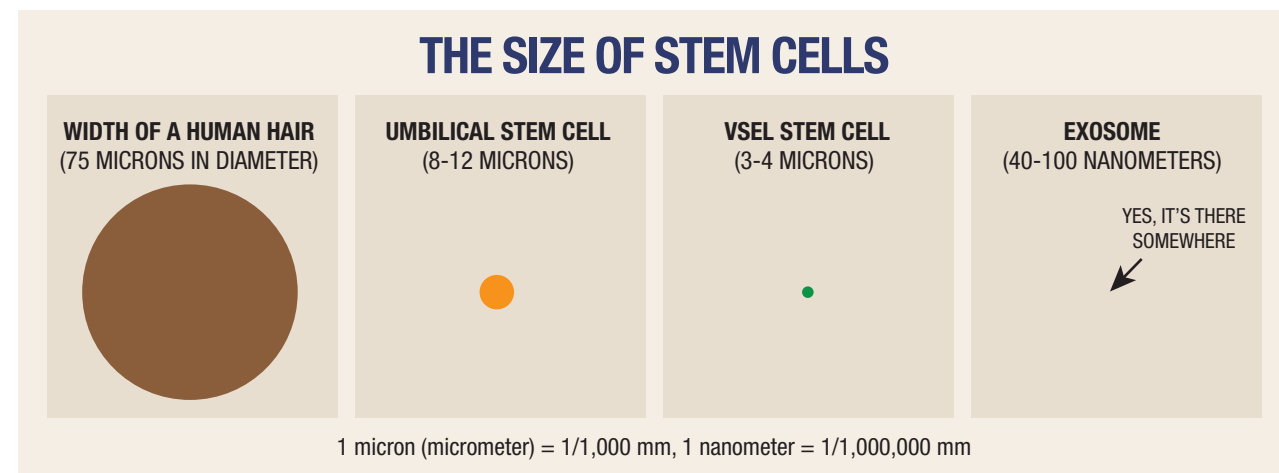 THE SIZE OF STEM CELLS
WIDTH OF A HUMAN HAIR
(75 MICRONS IN DIAMETER)
UMBILICAL STEM CELL
(8-12 MICRONS)
VSEL STEM CELL
(3-4 MICRONS)
EXOSOME
(40-100 NANOMETERS)
YES, IT'S THERE
SOMEWHERE
1 micron (micrometer) = 1/1,000 mm, 1 nanometer = 1/1,000,000 mm